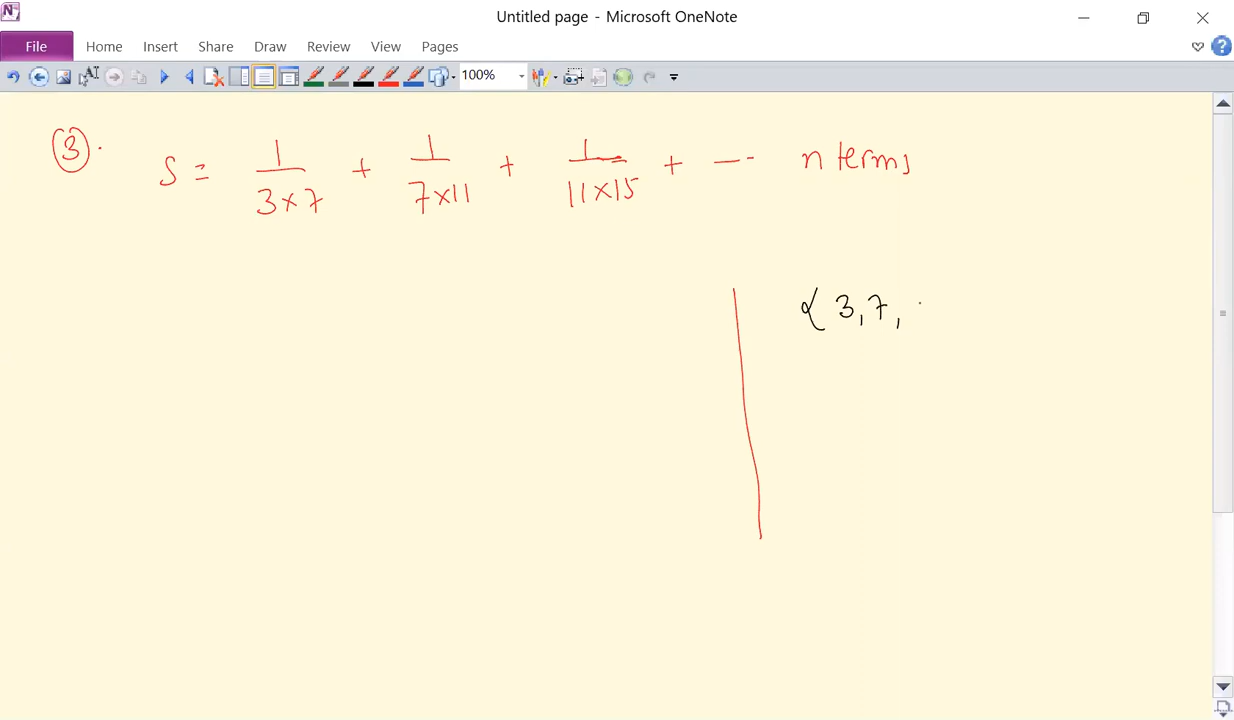 Untitled page - Microsoft OneNote
File Home Insert Share Draw Review View Pages
100%
③. S = 1/(3×7) + 1/(7×11) + 1/(11×15) + --- n terms
{ 3, 7,